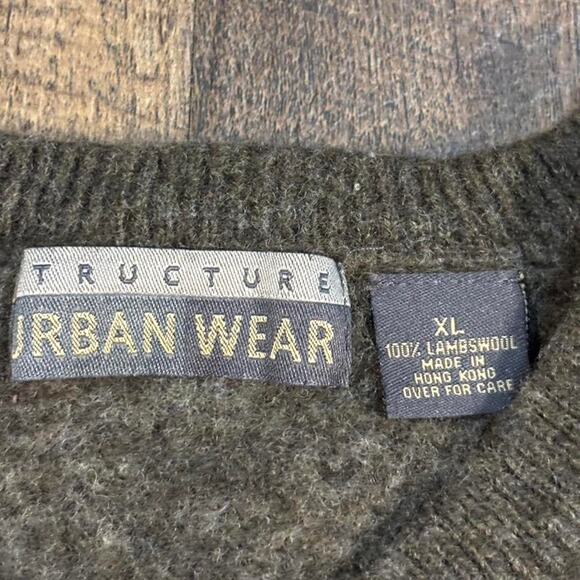 TRUCTURE
URBAN WEAR
XL
100% LAMBSWOOL
MADE IN
HONG KONG
OVER FOR CARE